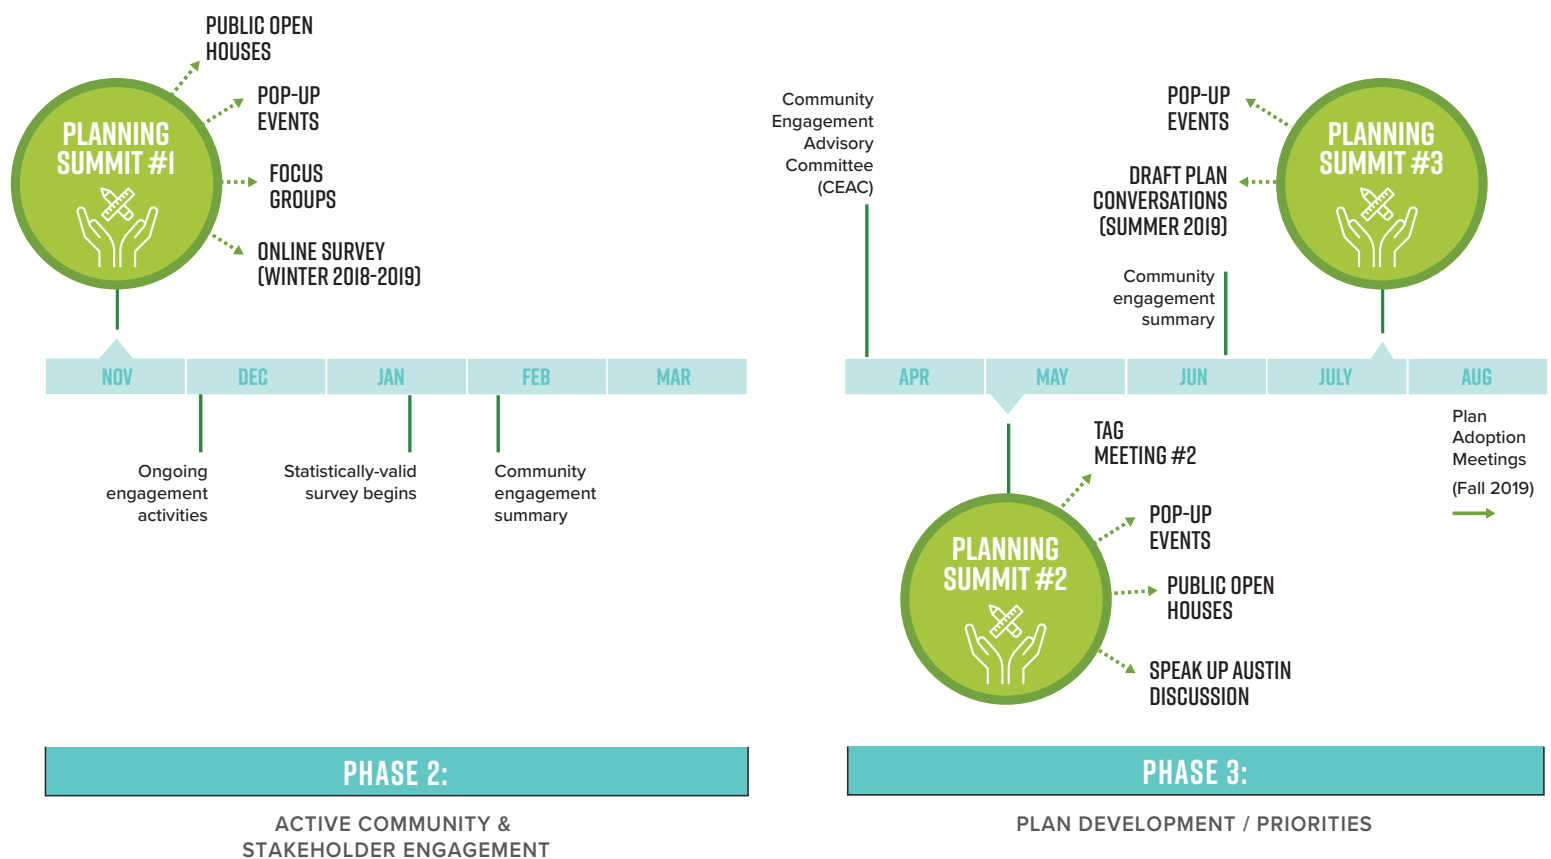 PUBLIC OPEN
HOUSES
POP-UP
EVENTS
PLANNING
SUMMIT #1
FOCUS
GROUPS
ONLINE SURVEY
(WINTER 2018-2019)
NOV
DEC
JAN
FEB
MAR
Ongoing
engagement
activities
Statistically-valid
survey begins
Community
engagement
summary
PHASE 2:
ACTIVE COMMUNITY &
STAKEHOLDER ENGAGEMENT
Community
Engagement
Advisory
Committee
(CEAC)
POP-UP
EVENTS
PLANNING
SUMMIT #3
DRAFT PLAN
CONVERSATIONS
(SUMMER 2019)
Community
engagement
summary
APR
MAY
JUN
JULY
AUG
TAG
MEETING #2
Plan
Adoption
Meetings
(Fall 2019)
POP-UP
EVENTS
PLANNING
SUMMIT #2
PUBLIC OPEN
HOUSES
SPEAK UP AUSTIN
DISCUSSION
PHASE 3:
PLAN DEVELOPMENT / PRIORITIES